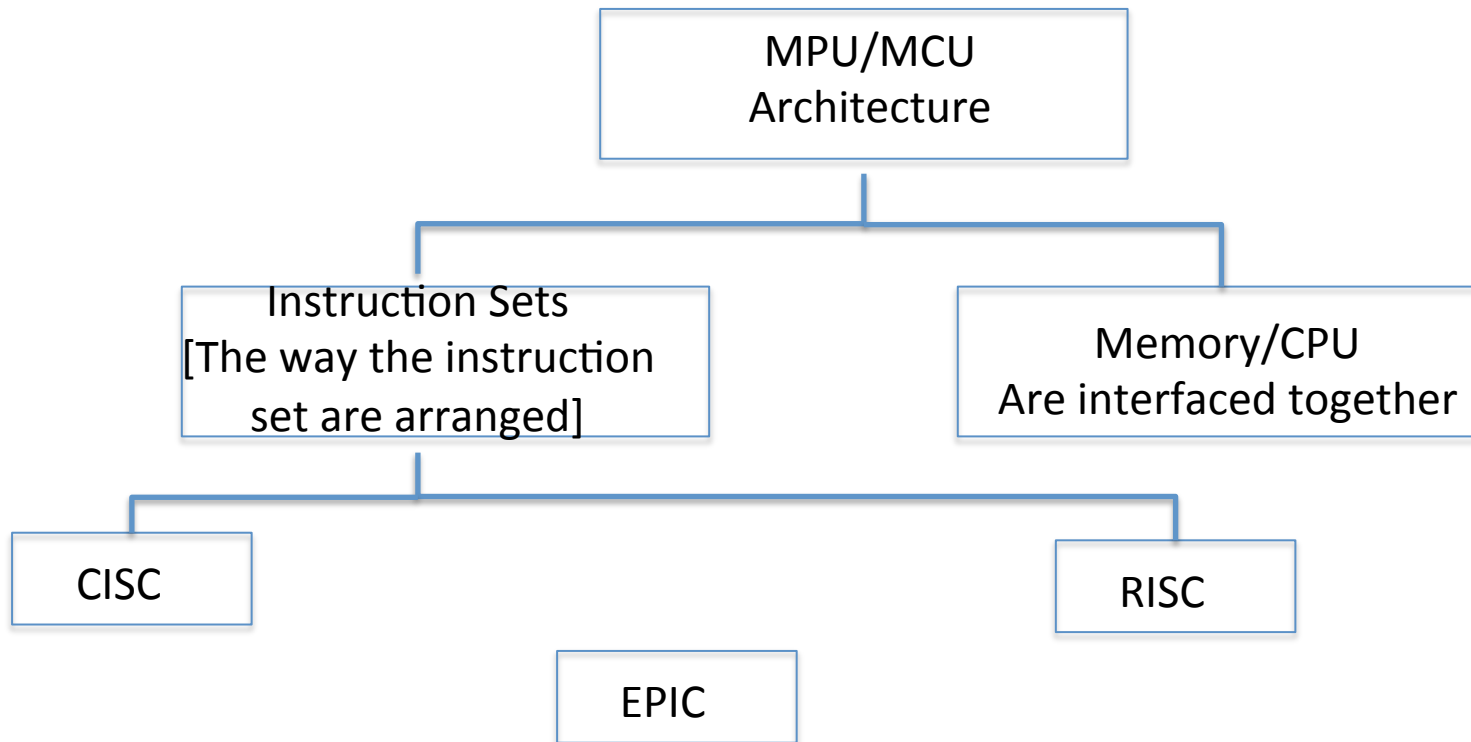 MPU/MCU
Architecture
Instruction Sets
[The way the instruction
set are arranged]
Memory/CPU
Are interfaced together
CISC
RISC
EPIC